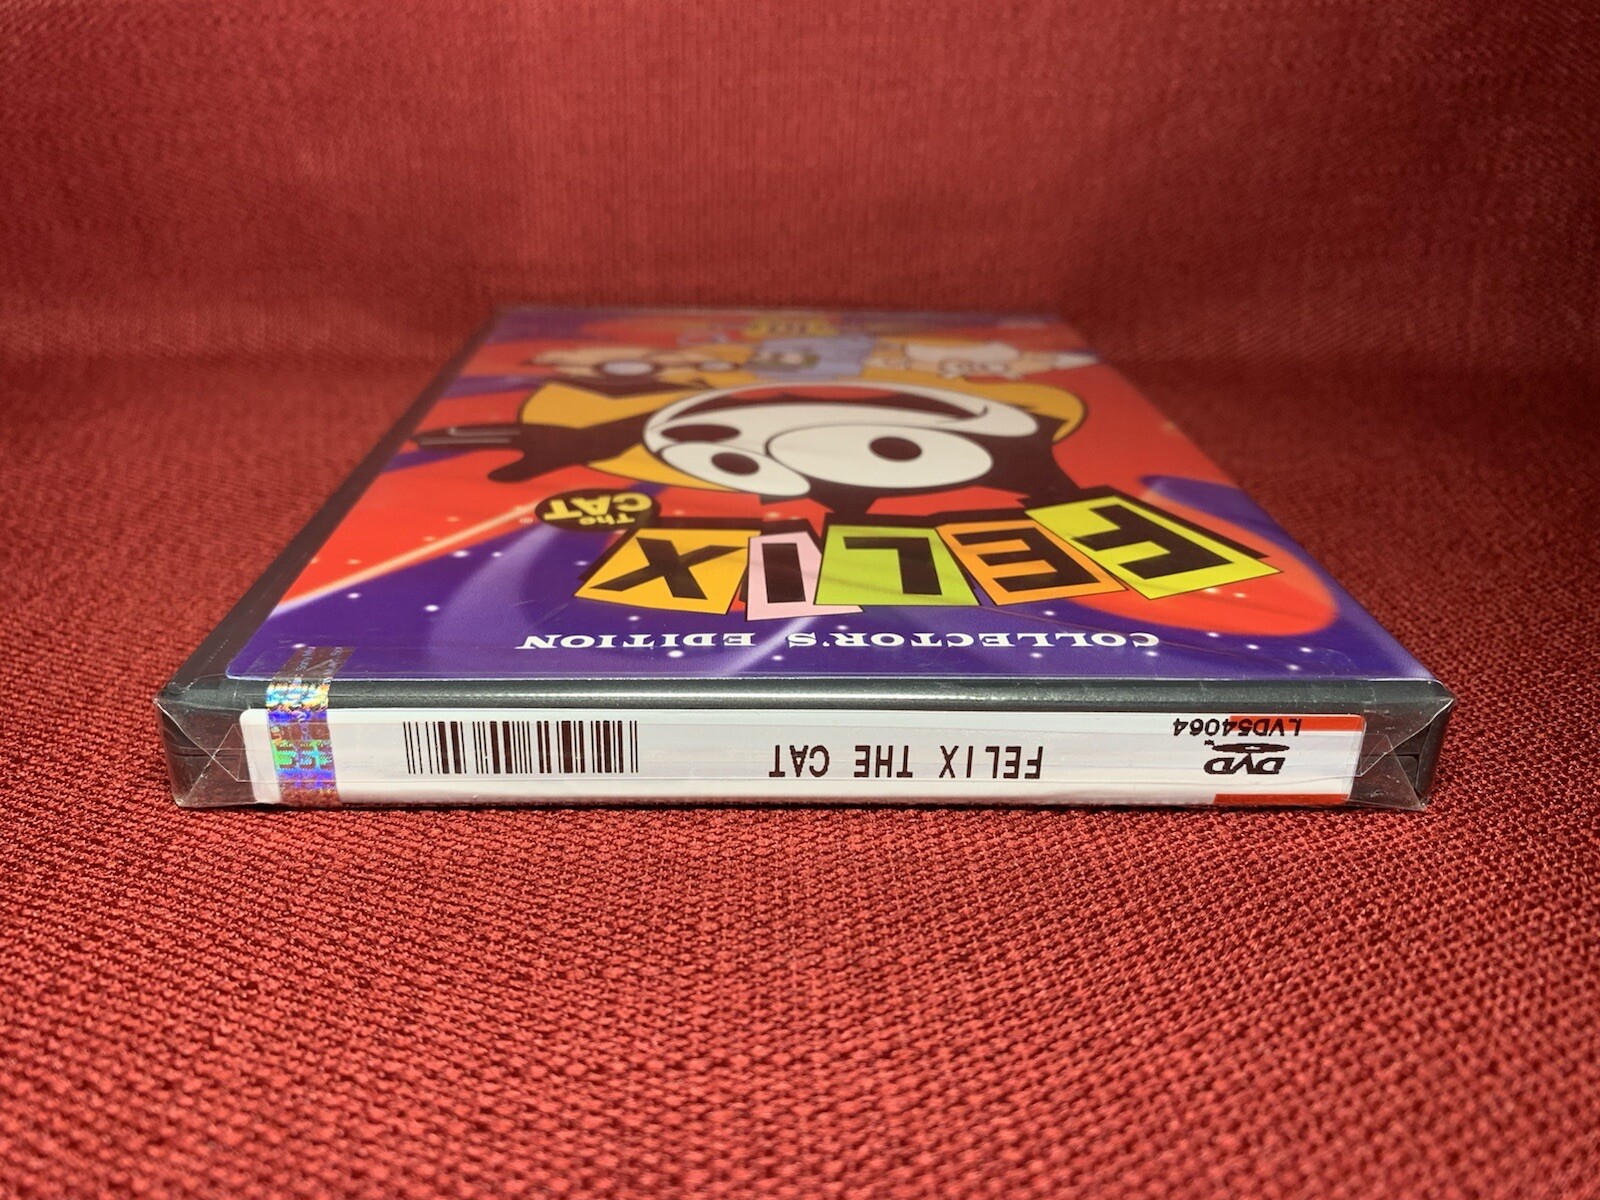 COLLECTOR'S EDITION
FELIX
The
CAT
®
LVD54064
DVD
FELIX THE CAT